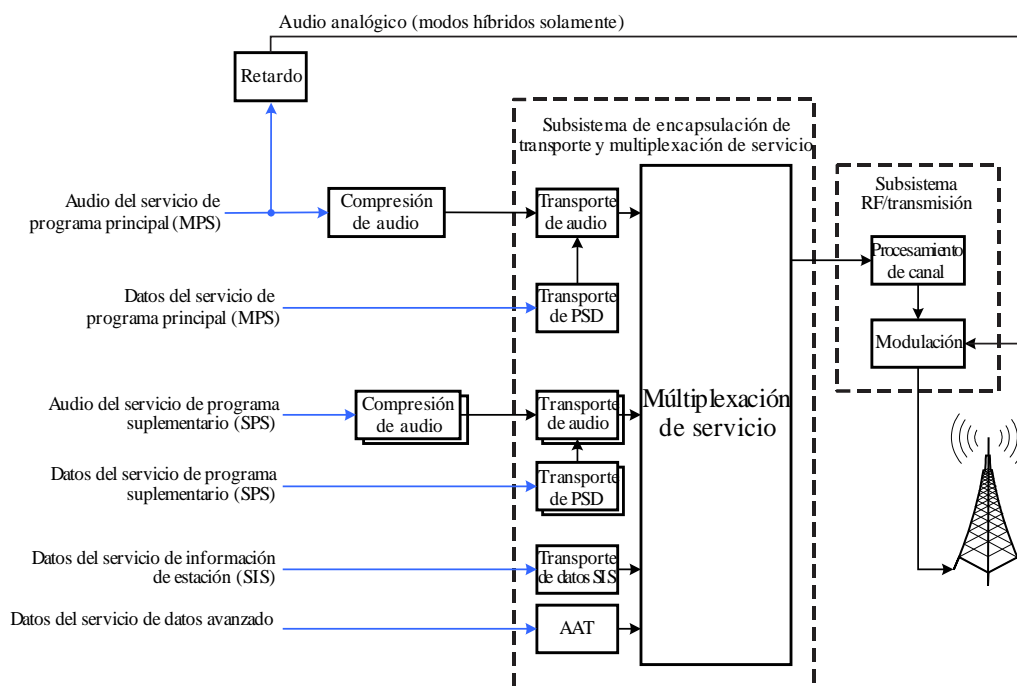 Audio analógico (modos híbridos solamente)
Retardo
Subsistema de encapsulación de
transporte y multiplexación de servicio
Audio del servicio de
programa principal (MPS)
Compresión
de audio
Transporte
de audio
Subsistema
RF/transmisión
Procesamiento
de canal
Datos del servicio de
programa principal (MPS)
Transporte
de PSD
Modulación
Audio del servicio de programa
suplementario (SPS)
Compresión
de audio
Transporte
de audio
Múltiplexación
de servicio
Datos del servicio de programa
suplementario (SPS)
Transporte
de PSD
Datos del servicio de información
de estación (SIS)
Transporte
de datos SIS
Datos del servicio de datos avanzado
AAT